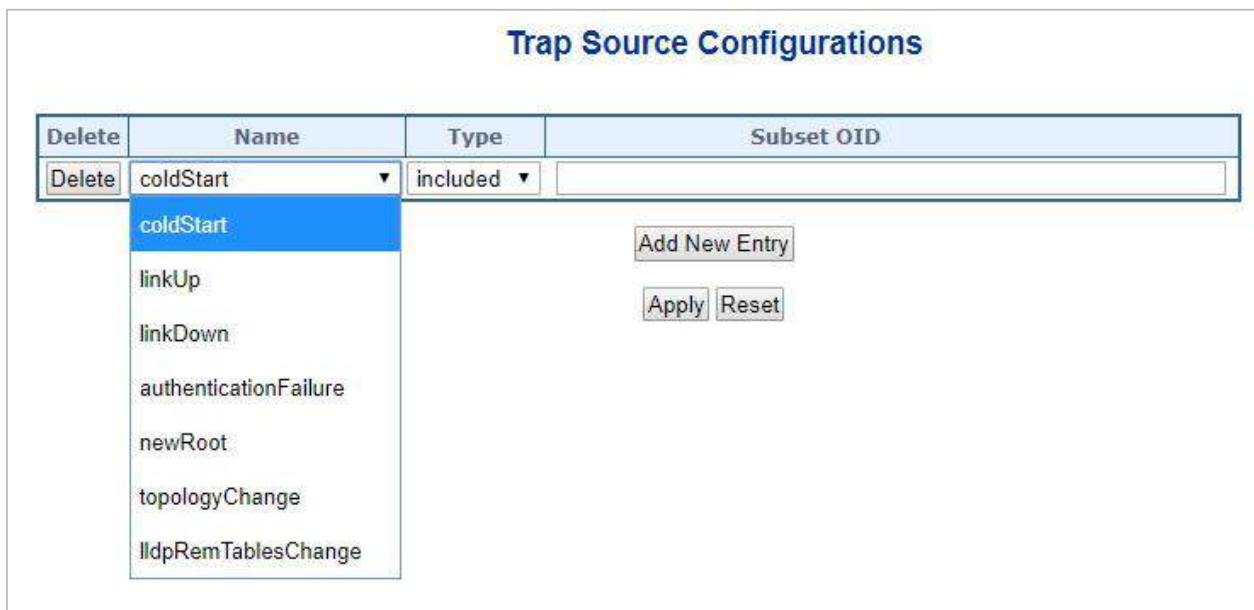 Trap Source Configurations
Delete Name Type Subset OID
Delete coldStart included
coldStart
linkUp
linkDown
authenticationFailure
newRoot
topologyChange
lldpRemTablesChange
Add New Entry
Apply Reset